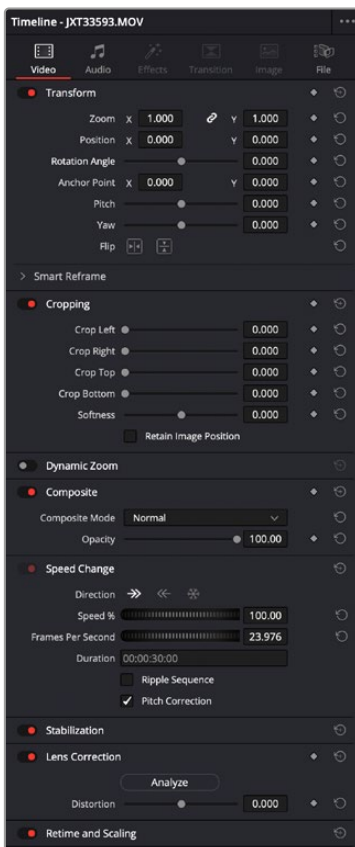 Timeline - JXT33593.MOV
Video Audio Effects Transition Image File
Transform
Zoom X 1.000 Y 1.000
Position X 0.000 Y 0.000
Rotation Angle 0.000
Anchor Point X 0.000 Y 0.000
Pitch 0.000
Yaw 0.000
Flip
> Smart Reframe
Cropping
Crop Left 0.000
Crop Right 0.000
Crop Top 0.000
Crop Bottom 0.000
Softness 0.000
Retain Image Position
Dynamic Zoom
Composite
Composite Mode Normal
Opacity 100.00
Speed Change
Direction
Speed % 100.00
Frames Per Second 23.976
Duration 00:00:30:00
Ripple Sequence
Pitch Correction
Stabilization
Lens Correction
Analyze
Distortion 0.000
Retime and Scaling